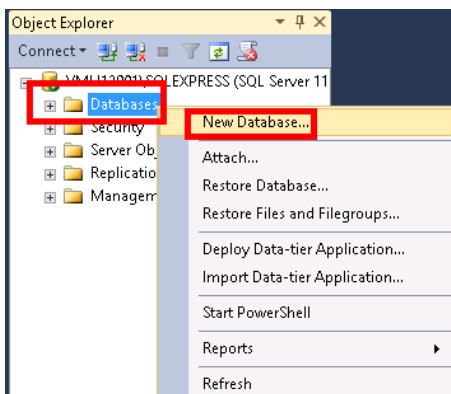 Object Explorer
Connect
SQLEXPRESS (SQL Server 11
Databases
Security
New Database...
Server Ob
Attach...
Replicatio
Restore Database...
Managem
Restore Files and Filegroups...
Deploy Data-tier Application...
Import Data-tier Application...
Start PowerShell
Reports
Refresh